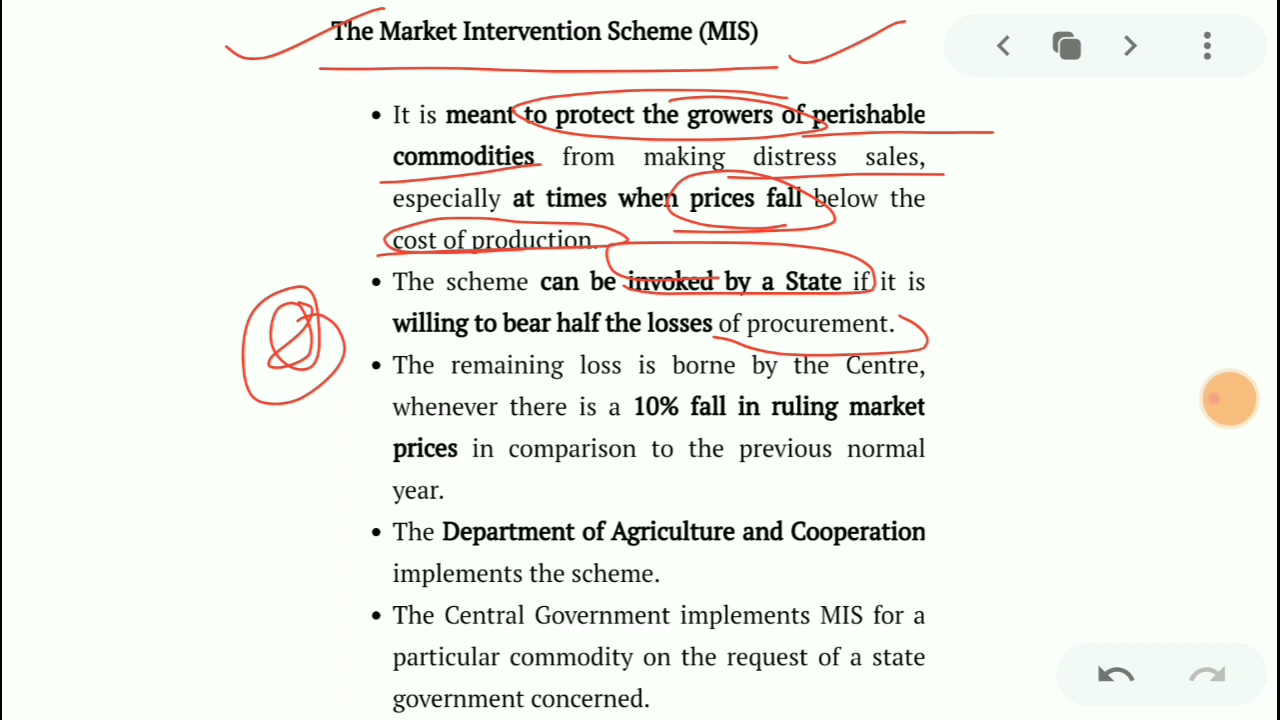 The Market Intervention Scheme (MIS)
• It is meant to protect the growers of perishable
commodities from making distress sales,
especially at times when prices fall below the
cost of production.
• The scheme can be invoked by a State if it is
willing to bear half the losses of procurement.
• The remaining loss is borne by the Centre,
whenever there is a 10% fall in ruling market
prices in comparison to the previous normal
year.
• The Department of Agriculture and Cooperation
implements the scheme.
• The Central Government implements MIS for a
particular commodity on the request of a state
government concerned.